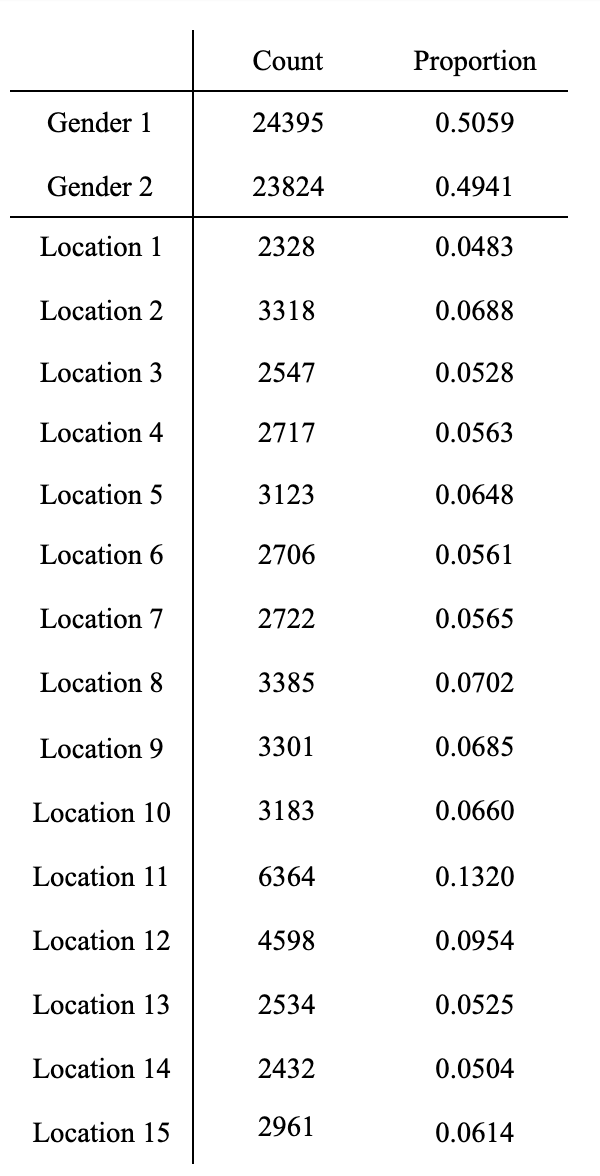 Count Proportion
Gender 1 24395 0.5059
Gender 2 23824 0.4941
Location 1 2328 0.0483
Location 2 3318 0.0688
Location 3 2547 0.0528
Location 4 2717 0.0563
Location 5 3123 0.0648
Location 6 2706 0.0561
Location 7 2722 0.0565
Location 8 3385 0.0702
Location 9 3301 0.0685
Location 10 3183 0.0660
Location 11 6364 0.1320
Location 12 4598 0.0954
Location 13 2534 0.0525
Location 14 2432 0.0504
Location 15 2961 0.0614